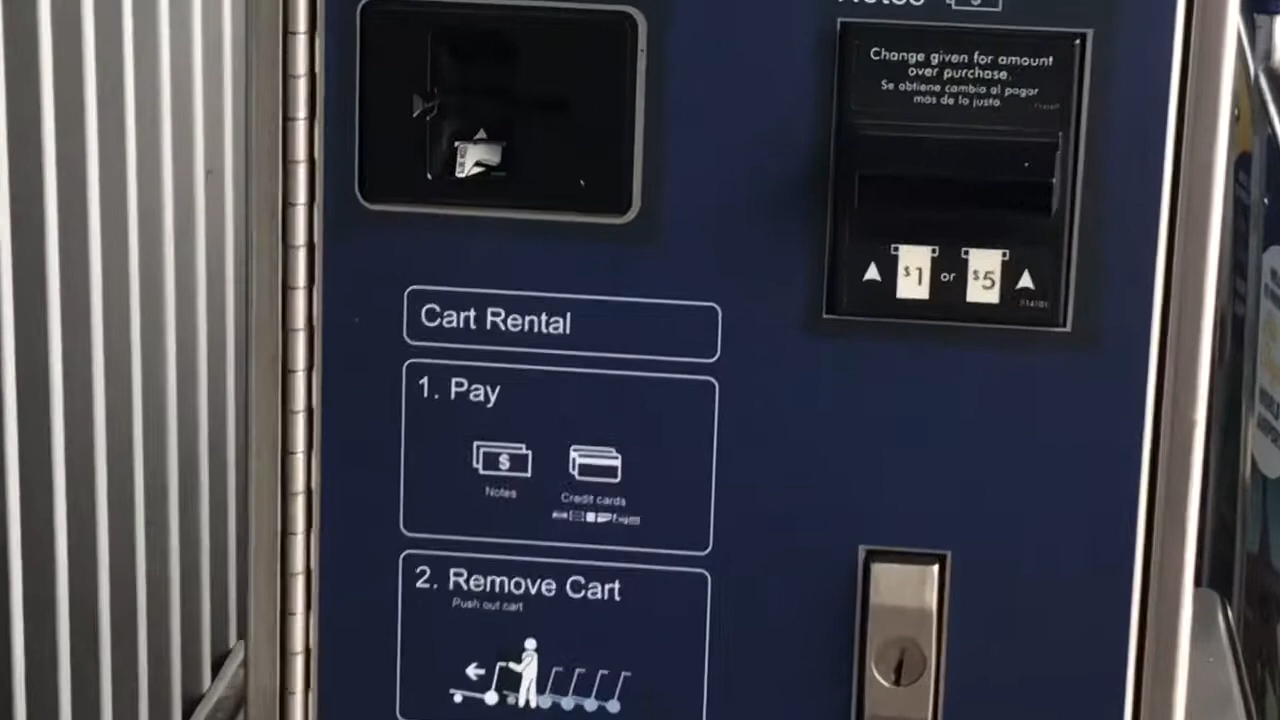 Notes
Change given for amount
over purchase.
Se obtiene cambio al pagar
más de lo justo
$1 or $5
Cart Rental
1. Pay
$
Notes
Credit cards
2. Remove Cart
Push out cart